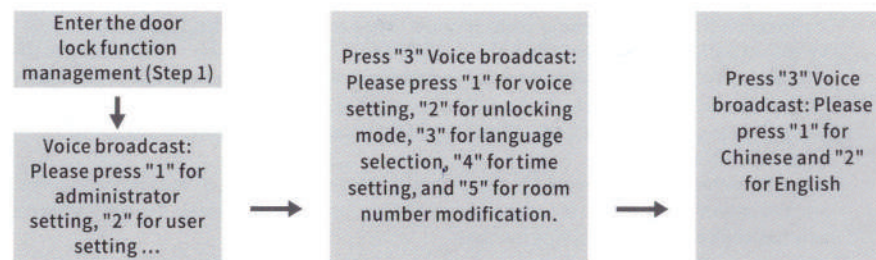 Enter the door
lock function
management (Step 1)
Voice broadcast:
Please press "1" for
administrator
setting, "2" for user
setting ...
Press "3" Voice broadcast:
Please press "1" for voice
setting, "2" for unlocking
mode, "3" for language
selection, "4" for time
setting, and "5" for room
number modification.
Press "3" Voice
broadcast: Please
press "1" for
Chinese and "2"
for English